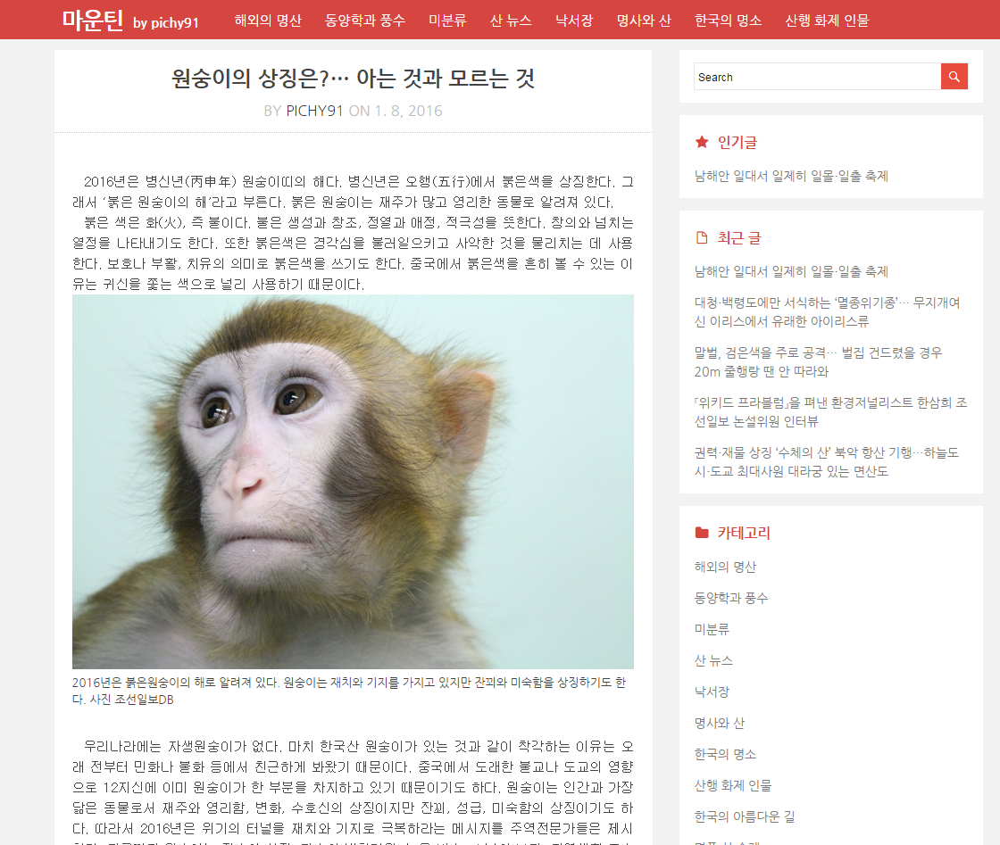 마운틴 by pichy91 해외의 명산 동양학과 풍수 미분류 산 뉴스 낙서장 명사와 산 한국의 명소 산행 화제 인물
원숭이의 상징은?… 아는 것과 모르는 것
BY PICHY91 ON 1. 8, 2016
2016년은 병신년(丙申年) 원숭이띠의 해다. 병신년은 오행(五行)에서 붉은색을 상징한다. 그
래서 ‘붉은 원숭이의 해’라고 부른다. 붉은 원숭이는 재주가 많고 영리한 동물로 알려져 있다.
붉은 색은 화(火), 즉 불이다. 불은 생성과 창조, 정열과 애정, 적극성을 뜻한다. 창의와 넘치는
열정을 나타내기도 한다. 또한 붉은색은 경각심을 불러일으키고 사악한 것을 물리치는 데 사용
한다. 보호나 부활, 치유의 의미로 붉은색을 쓰기도 한다. 중국에서 붉은색을 흔히 볼 수 있는 이
유는 귀신을 쫓는 색으로 널리 사용하기 때문이다.
2016년은 붉은원숭이의 해로 알려져 있다. 원숭이는 재치와 기지를 가지고 있지만 잔꾀와 미숙함을 상징하기도 한
다. 사진 조선일보DB
우리나라에는 자생원숭이가 없다. 마치 한국산 원숭이가 있는 것과 같이 착각하는 이유는 오
래 전부터 민화나 불화 등에서 친근하게 봐왔기 때문이다. 중국에서 도래한 불교나 도교의 영향
으로 12지신에 이미 원숭이가 한 부분을 차지하고 있기 때문이기도 하다. 원숭이는 인간과 가장
닮은 동물로서 재주와 영리함, 변화, 수호신의 상징이지만 잔꾀, 성급, 미숙함의 상징이기도 하
다. 따라서 2016년은 위기의 터널을 재치와 기지로 극복하라는 메시지를 주역전문가들은 제시
Search
인기글
남해안 일대서 일제히 일몰·일출 축제
최근 글
남해안 일대서 일제히 일몰·일출 축제
대청·백령도에만 서식하는 ‘멸종위기종’… 무지개여
신 이리스에서 유래한 아이리스류
말벌, 검은색을 주로 공격… 벌집 건드렸을 경우
20m 줄행랑 땐 안 따라와
『위키드 프라블럼』을 펴낸 환경저널리스트 한삼희 조
선일보 논설위원 인터뷰
권력·재물 상징 ‘수체의 산’ 북악 항산 기행…하늘도
시·도교 최대사원 대라궁 있는 면산도
카테고리
해외의 명산
동양학과 풍수
미분류
산 뉴스
낙서장
명사와 산
한국의 명소
산행 화제 인물
한국의 아름다운 길